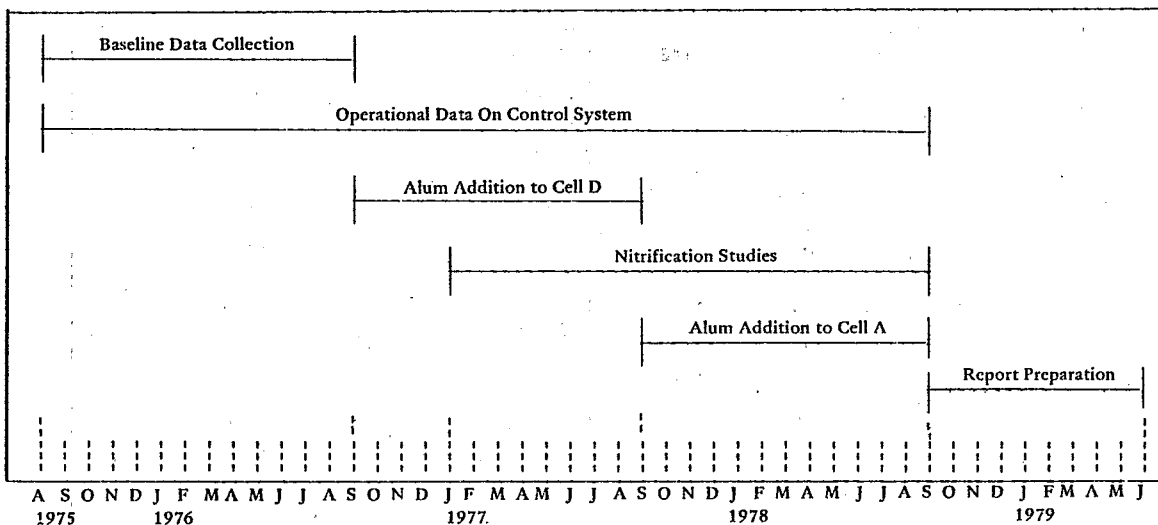 Baseline Data Collection
Operational Data On Control System
Alum Addition to Cell D
Nitrification Studies
Alum Addition to Cell A
Report Preparation
A S O N D J F M A M J J A S O N D J F M A M J J A S O N D J F M A M J J A S O N D J F M A M J
1975 1976 1977. 1978 1979